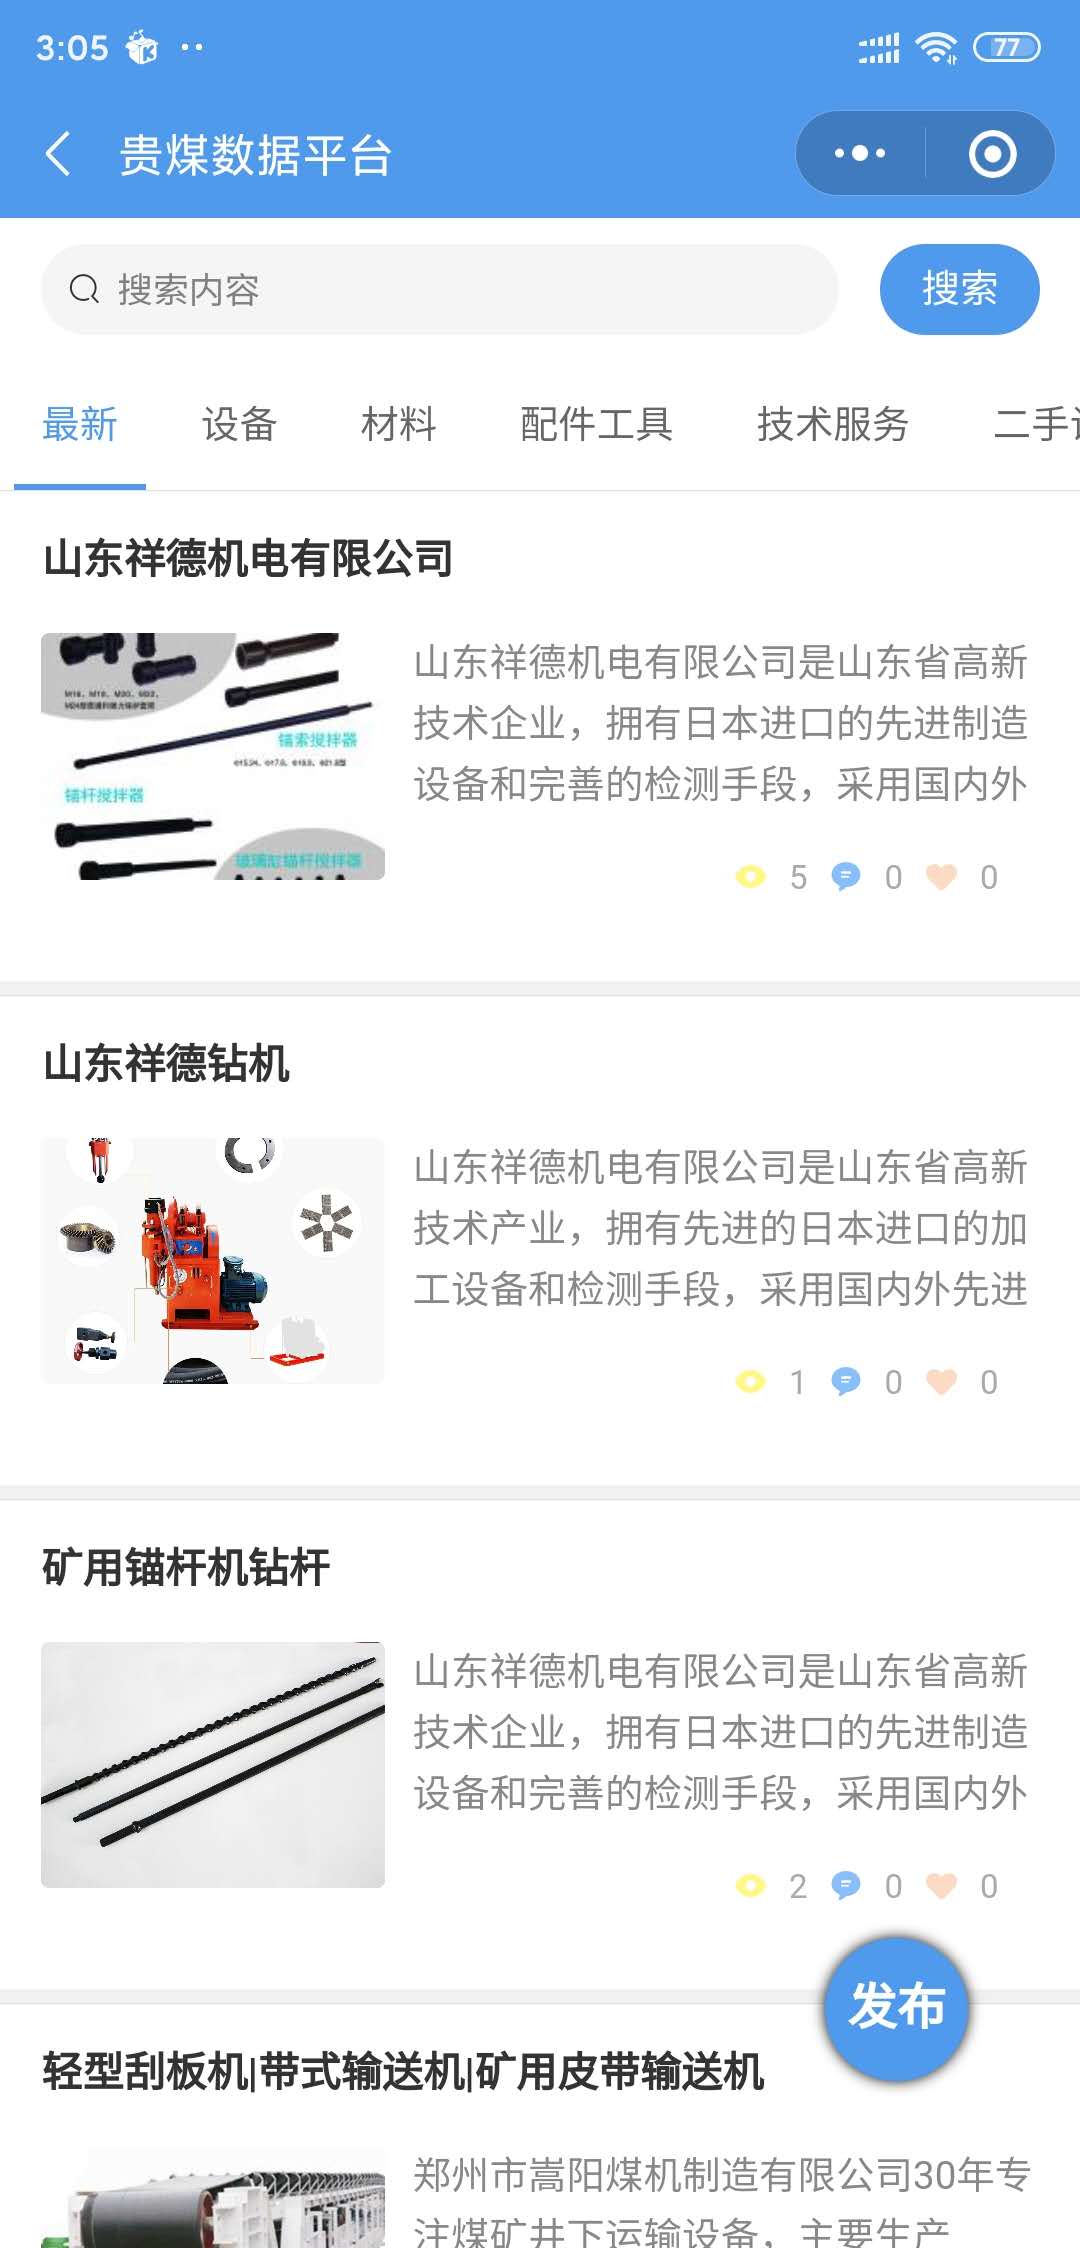 3:05
77
贵煤数据平台
搜索内容
搜索
最新
设备
材料
配件工具
技术服务
二手
山东祥德机电有限公司
锚索搅拌器
锚杆搅拌器
山东祥德机电有限公司是山东省高新
技术企业，拥有日本进口的先进制造
设备和完善的检测手段，采用国内外
5
0
0
山东祥德钻机
山东祥德机电有限公司是山东省高新
技术产业，拥有先进的日本进口的加
工设备和检测手段，采用国内外先进
1
0
0
矿用锚杆机钻杆
山东祥德机电有限公司是山东省高新
技术企业，拥有日本进口的先进制造
设备和完善的检测手段，采用国内外
2
0
0
发布
轻型刮板机|带式输送机|矿用皮带输送机
郑州市嵩阳煤机制造有限公司30年专
注煤矿井下运输设备，主要生产